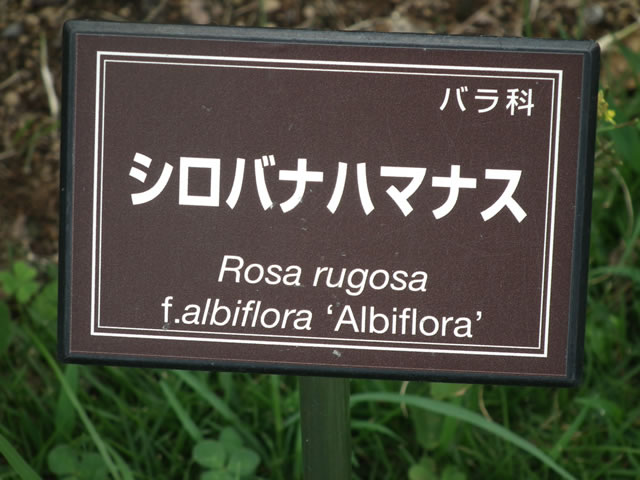 バラ科
シロバナハマナス
Rosa rugosa
f.albiflora ‘Albiflora’